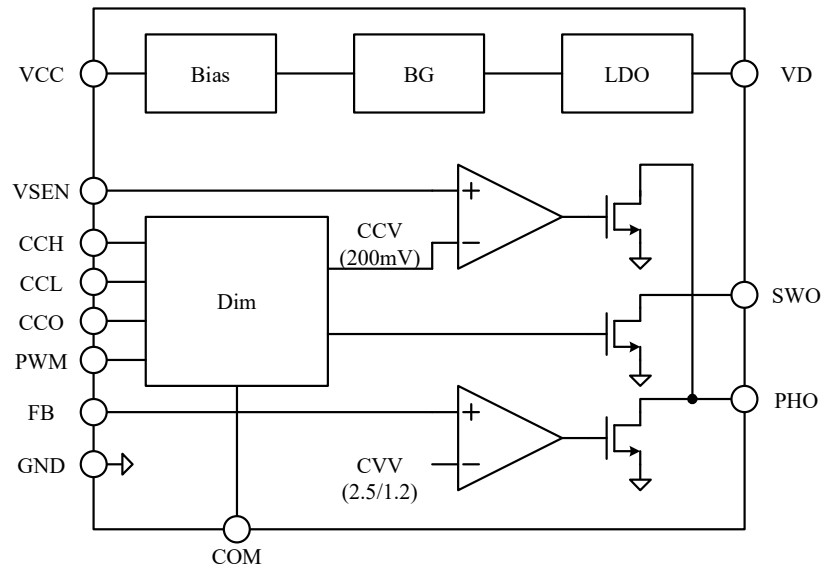 VCC
Bias
BG
LDO
VD
VSEN
+
CCH
CCV
−
(200mV)
CCL
Dim
SWO
CCO
PWM
PHO
FB
+
GND
CVV
−
(2.5/1.2)
COM